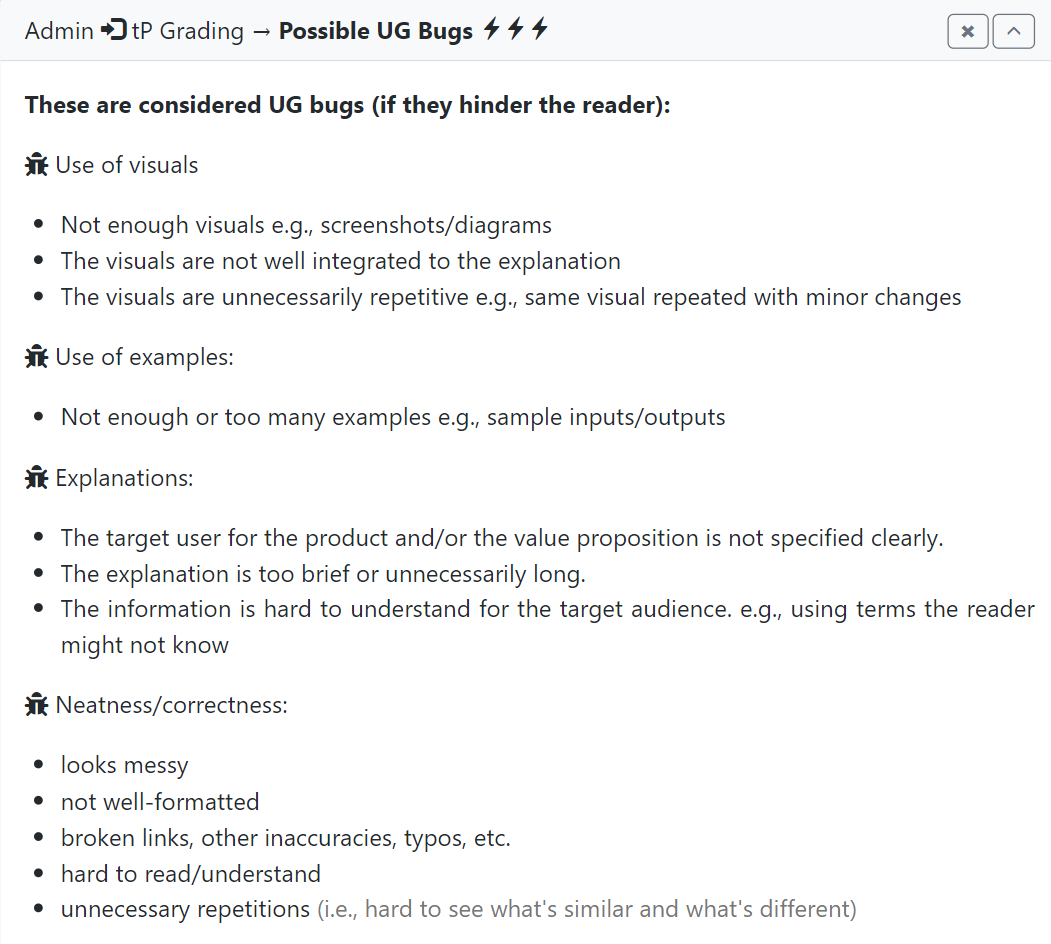 Admin tP Grading → Possible UG Bugs
These are considered UG bugs (if they hinder the reader):
Use of visuals
• Not enough visuals e.g., screenshots/diagrams
• The visuals are not well integrated to the explanation
• The visuals are unnecessarily repetitive e.g., same visual repeated with minor changes
Use of examples:
• Not enough or too many examples e.g., sample inputs/outputs
Explanations:
• The target user for the product and/or the value proposition is not specified clearly.
• The explanation is too brief or unnecessarily long.
• The information is hard to understand for the target audience. e.g., using terms the reader
might not know
Neatness/correctness:
• looks messy
• not well-formatted
• broken links, other inaccuracies, typos, etc.
• hard to read/understand
• unnecessary repetitions (i.e., hard to see what's similar and what's different)